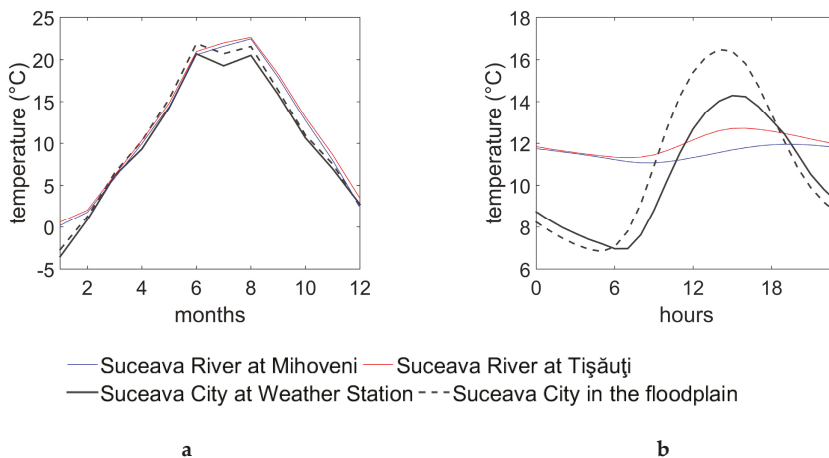 25
20
15
10
5
0
-5
temperature (°C)
2 4 6 8 10 12
months
18
16
14
12
10
8
6
temperature (°C)
0 6 12 18
hours
Suceava River at Mihoveni Suceava River at Tişăuţi
Suceava City at Weather Station Suceava City in the floodplain
a b